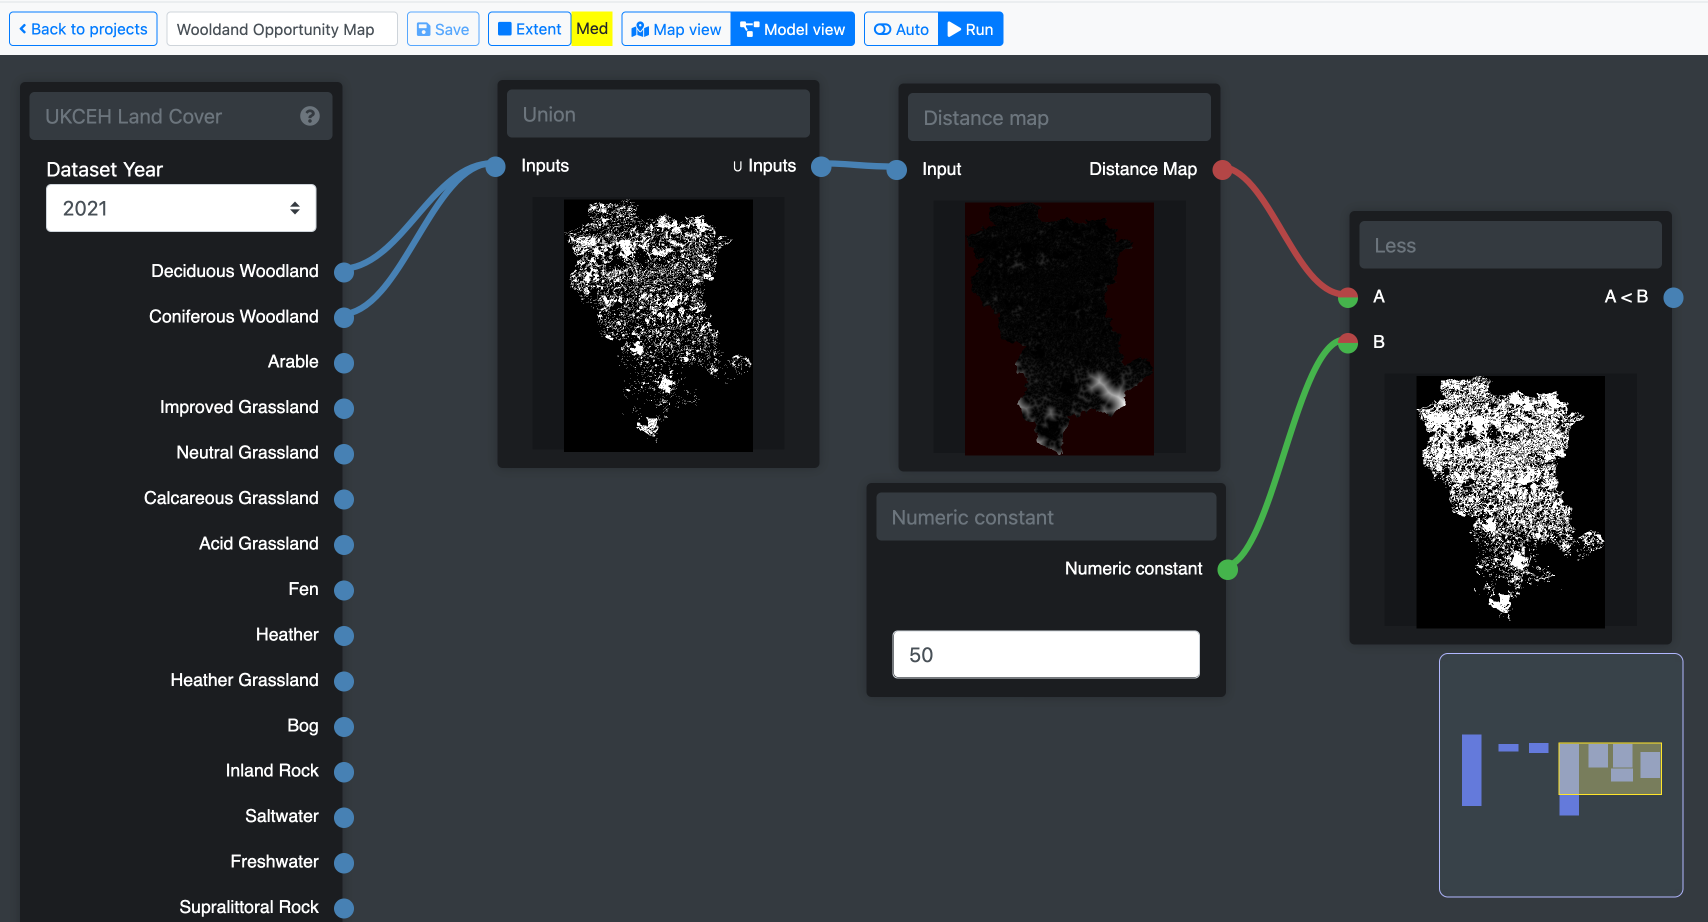 Back to projects
Wooldand Opportunity Map
Save
Extent
Med
Map view
Model view
Auto
Run
UKCEH Land Cover
?
Dataset Year
2021
Deciduous Woodland
Coniferous Woodland
Arable
Improved Grassland
Neutral Grassland
Calcareous Grassland
Acid Grassland
Fen
Heather
Heather Grassland
Bog
Inland Rock
Saltwater
Freshwater
Supralittoral Rock
Union
Inputs
∪ Inputs
Distance map
Input
Distance Map
Numeric constant
Numeric constant
50
Less
A
A < B
B